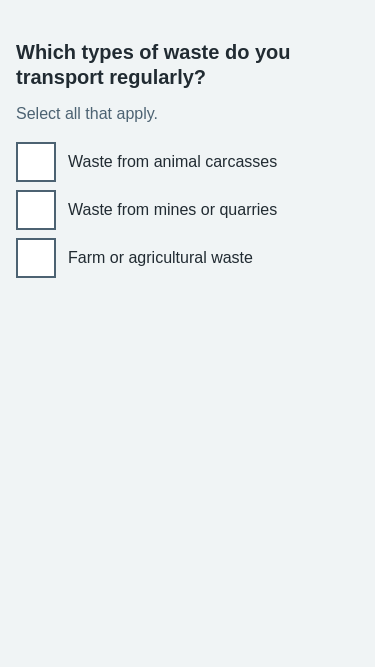 Which types of waste do you
transport regularly?
Select all that apply.
Waste from animal carcasses
Waste from mines or quarries
Farm or agricultural waste